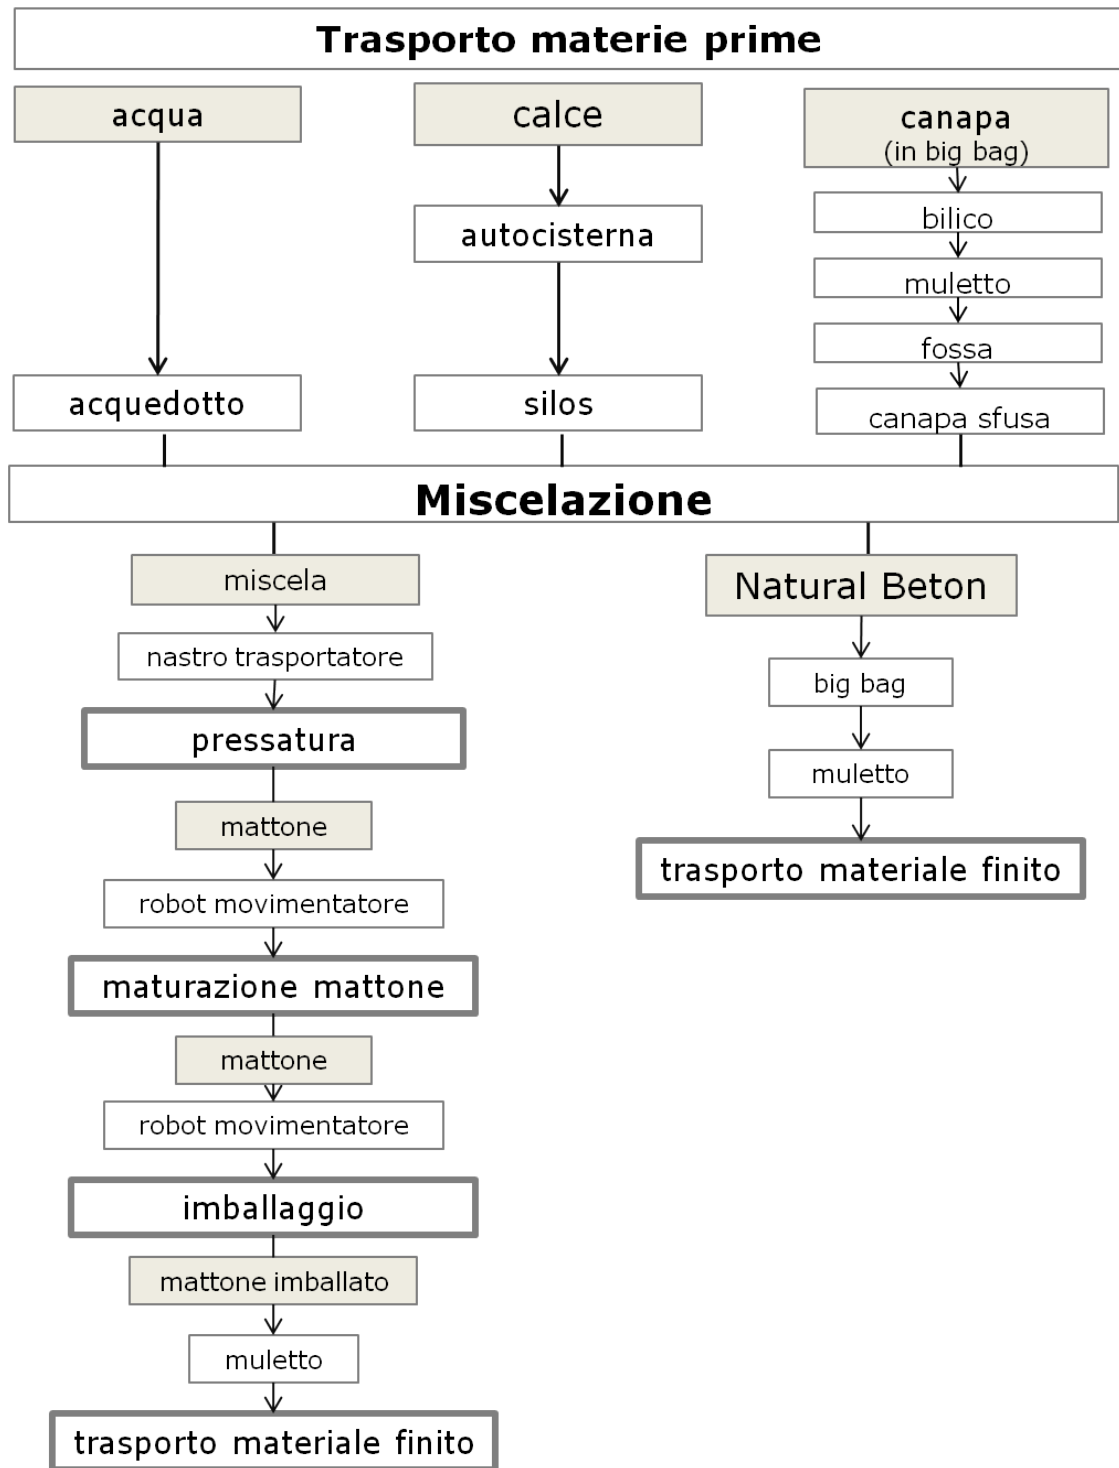 Trasporto materie prime
acqua
calce
canapa
(in big bag)
autocisterna
bilico
muletto
fossa
acquedotto
silos
canapa sfusa
Miscelazione
miscela
nastro trasportatore
pressatura
mattone
robot movimentatore
maturazione mattone
mattone
robot movimentatore
imballaggio
mattone imballato
muletto
trasporto materiale finito
Natural Beton
big bag
muletto
trasporto materiale finito